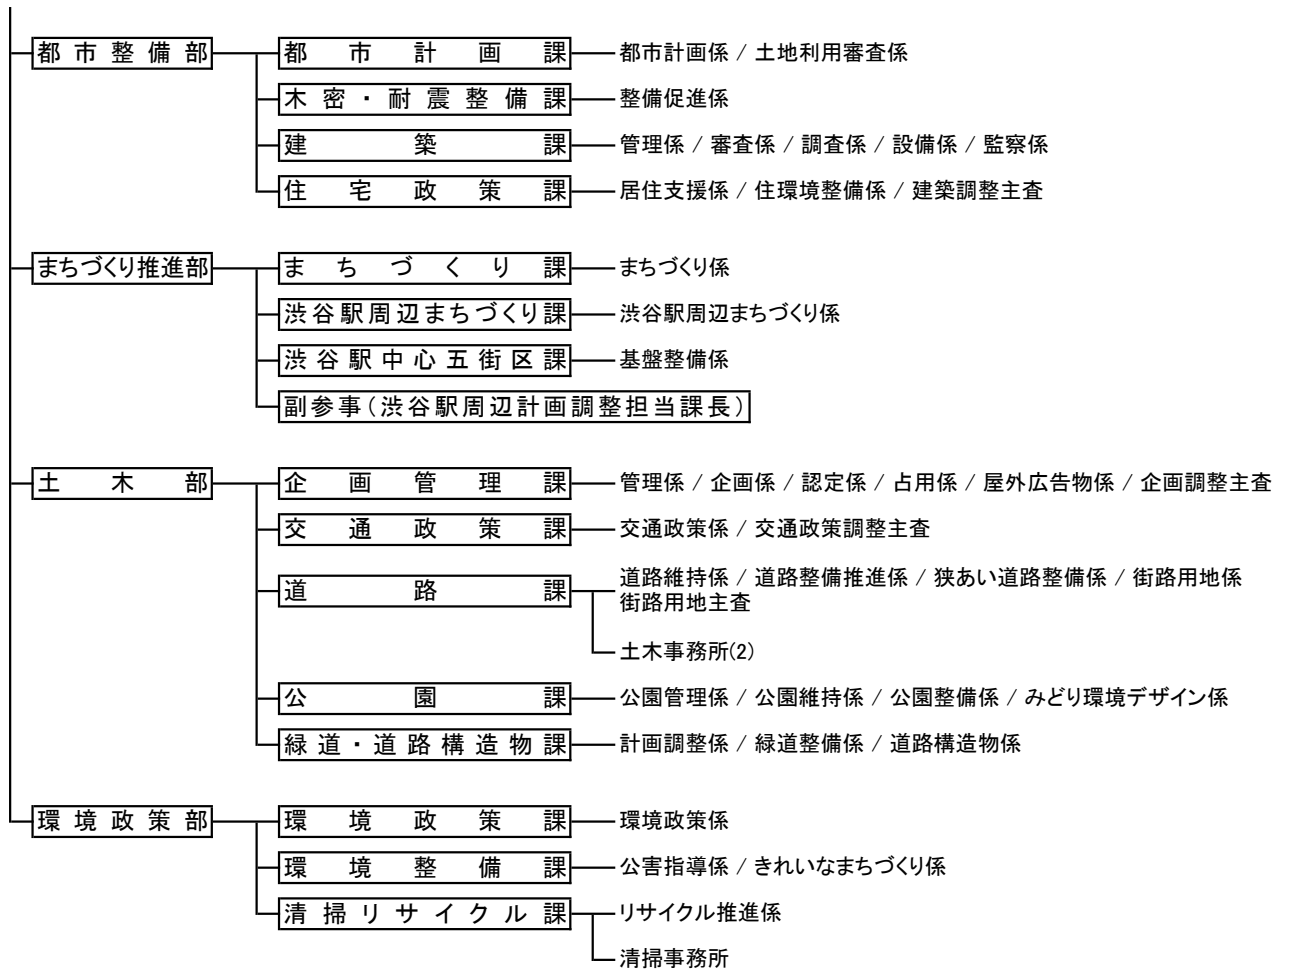 都市整備部 都市計画課 都市計画係 / 土地利用審査係
木密・耐震整備課 整備促進係
建築課 管理係 / 審査係 / 調査係 / 設備係 / 監察係
住宅政策課 居住支援係 / 住環境整備係 / 建築調整主査
まちづくり推進部 まちづくり課 まちづくり係
渋谷駅周辺まちづくり課 渋谷駅周辺まちづくり係
渋谷駅中心五街区課 基盤整備係
副参事(渋谷駅周辺計画調整担当課長)
土木部 企画管理課 管理係 / 企画係 / 認定係 / 占用係 / 屋外広告物係 / 企画調整主査
交通政策課 交通政策係 / 交通政策調整主査
道路課 道路維持係 / 道路整備推進係 / 狭あい道路整備係 / 街路用地係
街路用地主査
土木事務所(2)
公園課 公園管理係 / 公園維持係 / 公園整備係 / みどり環境デザイン係
緑道・道路構造物課 計画調整係 / 緑道整備係 / 道路構造物係
環境政策部 環境政策課 環境政策係
環境整備課 公害指導係 / きれいなまちづくり係
清掃リサイクル課 リサイクル推進係
清掃事務所